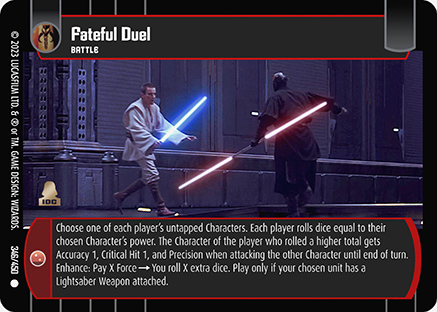 Fateful Duel
BATTLE
© 2023 LUCASFILM LTD. & ® or TM. GAME DESIGN: WIZARDS.
346/450
IDC
Choose one of each player's untapped Characters. Each player rolls dice equal to their
chosen Character's power. The Character of the player who rolled a higher total gets
Accuracy 1, Critical Hit 1, and Precision when attacking the other Character until end of turn.
Enhance: Pay X Force → You roll X extra dice. Play only if your chosen unit has a
Lightsaber Weapon attached.